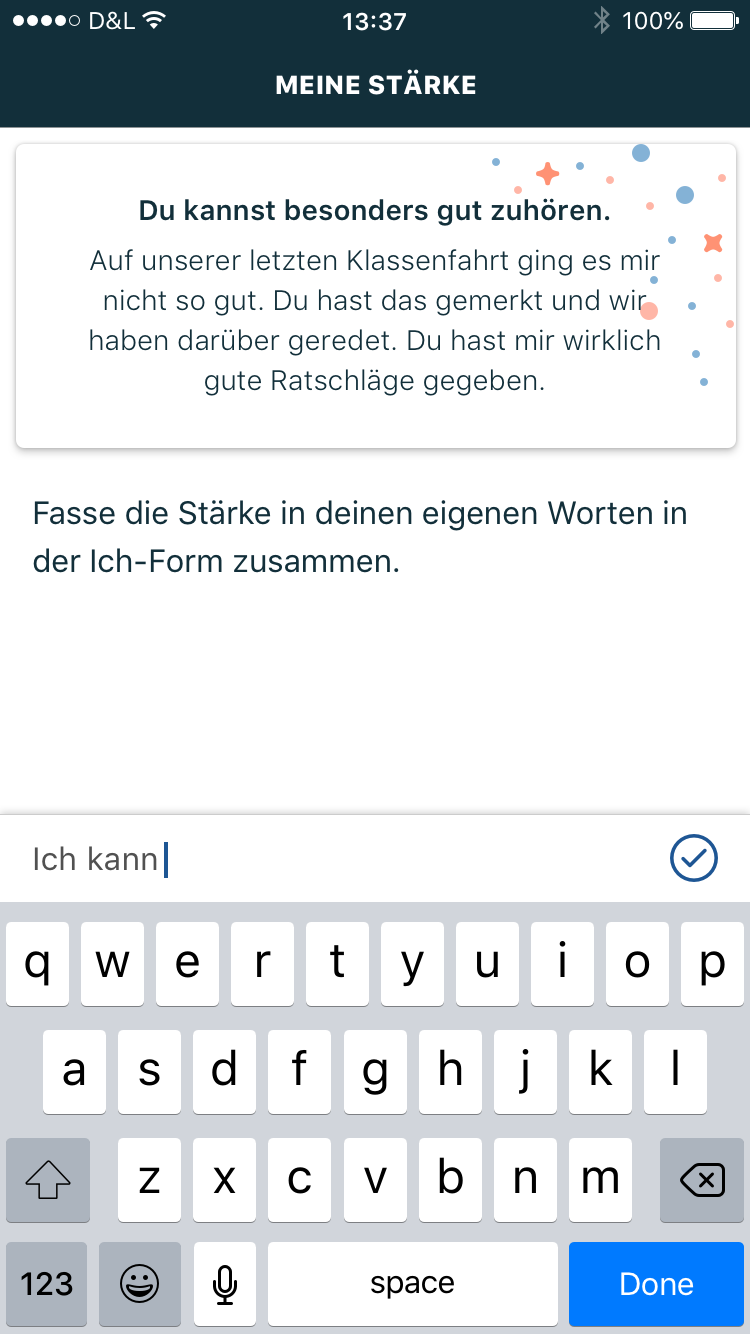 D&L 13:37 100%
MEINE STÄRKE
Du kannst besonders gut zuhören.
Auf unserer letzten Klassenfahrt ging es mir
nicht so gut. Du hast das gemerkt und wir
haben darüber geredet. Du hast mir wirklich
gute Ratschläge gegeben.
Fasse die Stärke in deinen eigenen Worten in
der Ich-Form zusammen.
Ich kann
q w e r t y u i o p
a s d f g h j k l
z x c v b n m
123 space Done